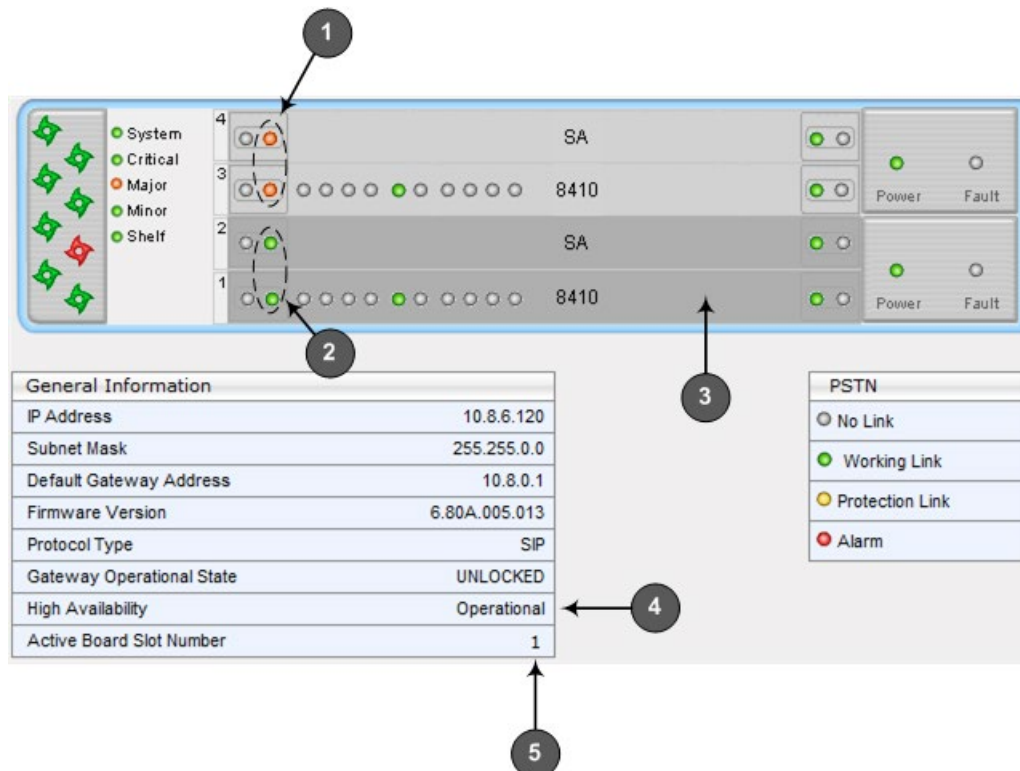 1
System
Critical
Major
Minor
Shelf
4
SA
3
8410
2
SA
1
8410
Power Fault
Power Fault
2
3
General Information
IP Address 10.8.6.120
Subnet Mask 255.255.0.0
Default Gateway Address 10.8.0.1
Firmware Version 6.80A.005.013
Protocol Type SIP
Gateway Operational State UNLOCKED
High Availability Operational
Active Board Slot Number 1
4
5
PSTN
No Link
Working Link
Protection Link
Alarm